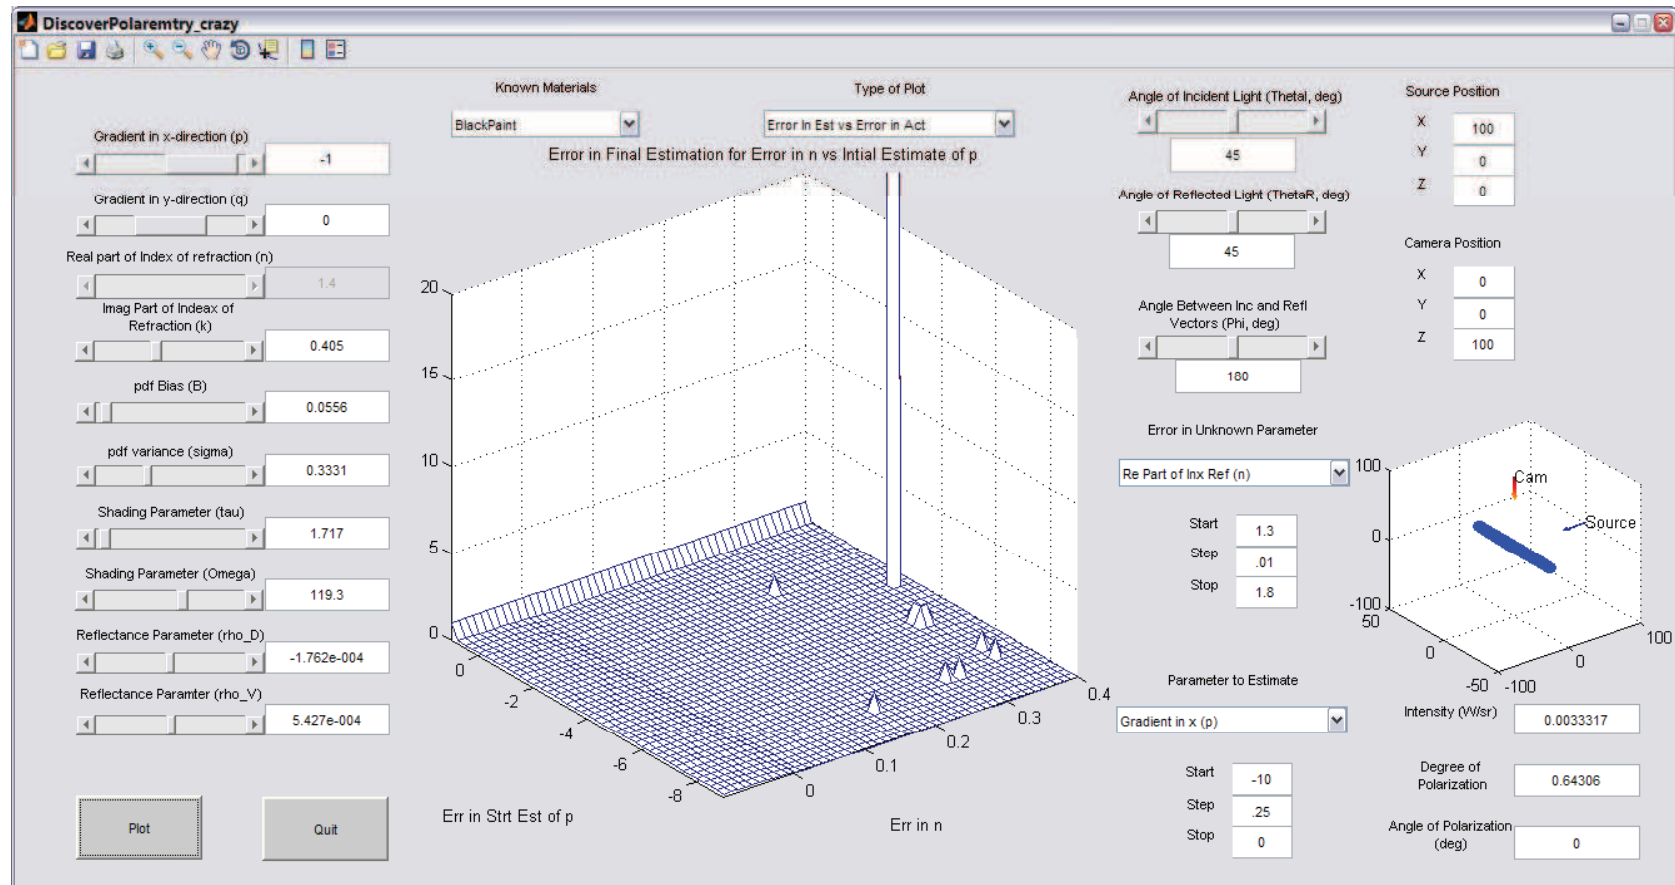 DiscoverPolaremtry_crazy
Known Materials
BlackPaint
Type of Plot
Error In Est vs Error in Act
Gradient in x-direction (p)
-1
Gradient in y-direction (q)
0
Real part of Index of refraction (n)
1.4
Imag Part of Indeax of
Refraction (k)
0.405
pdf Bias (B)
0.0556
pdf variance (sigma)
0.3331
Shading Parameter (tau)
1.717
Shading Parameter (Omega)
119.3
Reflectance Parameter (rho_D)
-1.762e-004
Reflectance Paramter (rho_V)
5.427e-004
Plot
Quit
Error in Final Estimation for Error in n vs Intial Estimate of p
20
15
10
5
0
0
-2
-4
-6
-8
Err in Strt Est of p
0
0.1
0.2
0.3
0.4
Err in n
Angle of Incident Light (ThetaI, deg)
45
Angle of Reflected Light (ThetaR, deg)
45
Angle Between Inc and Refl
Vectors (Phi, deg)
180
Error in Unknown Parameter
Re Part of Inx Ref (n)
Start
1.3
Step
.01
Stop
1.8
Parameter to Estimate
Gradient in x (p)
Start
-10
Step
.25
Stop
0
Source Position
X
100
Y
0
Z
0
Camera Position
X
0
Y
0
Z
100
100
0
-100
50
0
-50
-100
0
100
Cam
Source
Intensity (W/sr)
0.0033317
Degree of
Polarization
0.64306
Angle of Polarization
(deg)
0